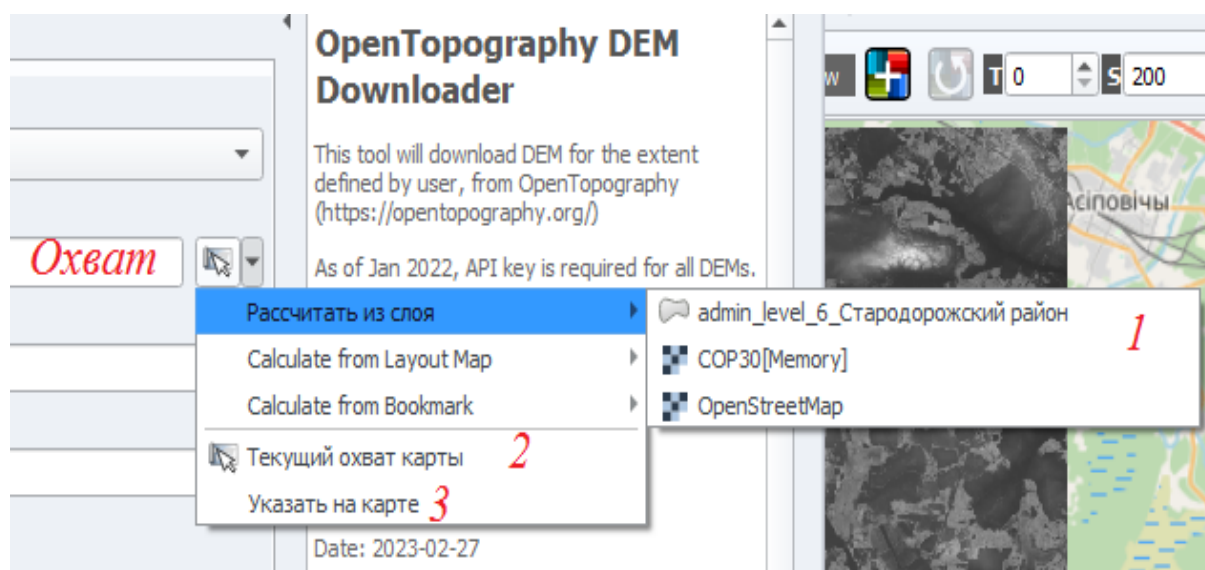 OpenTopography DEM
Downloader
This tool will download DEM for the extent
defined by user, from OpenTopography
(https://opentopography.org/)
As of Jan 2022, API key is required for all DEMs.
Охват
Рассчитать из слоя
Calculate from Layout Map
Calculate from Bookmark
Текущий охват карты 2
Указать на карте 3
admin_level_6_Стародорожский район 1
COP30[Memory]
OpenStreetMap
Date: 2023-02-27
w T 0 S 200
Асіповічы